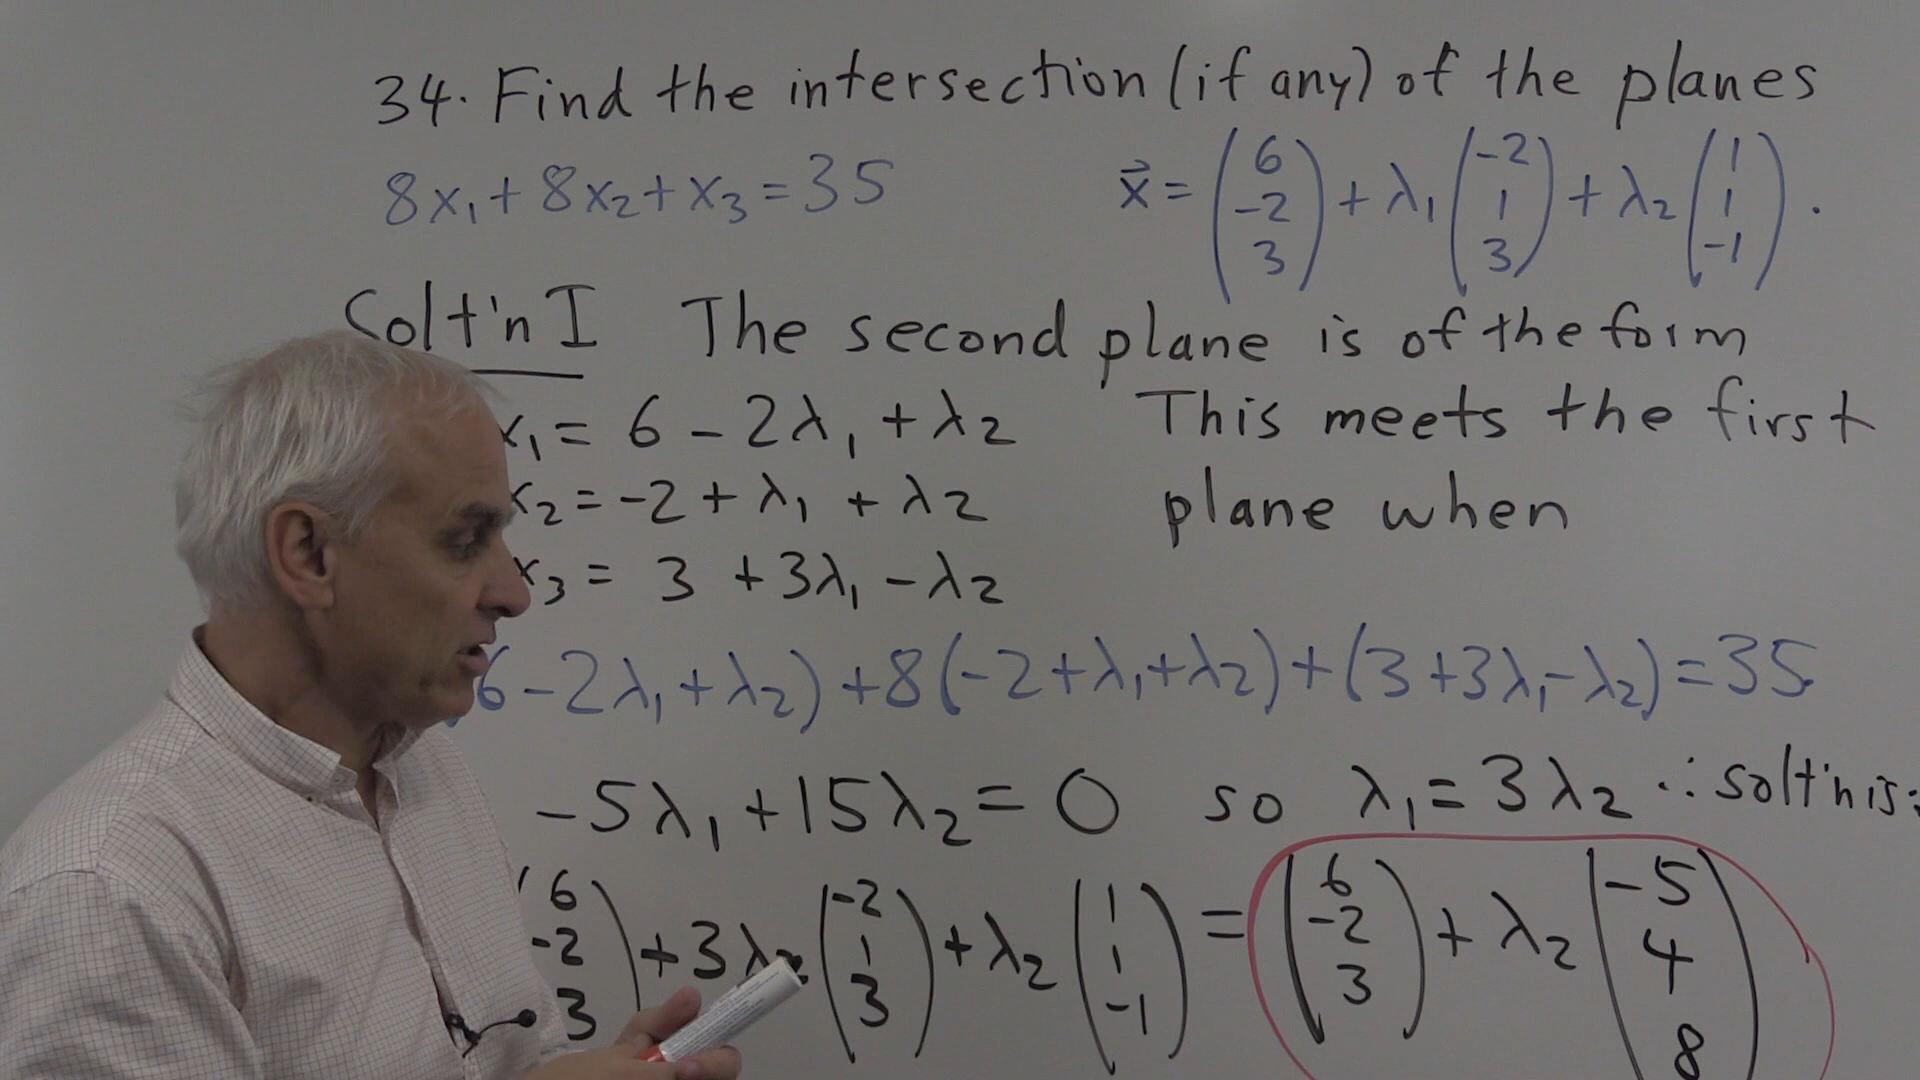 34. Find the intersection (if any) of the planes
8x₁ + 8x₂ + x₃ = 35    x⃗ = (6 -2 3) + λ₁ (-2 1 3) + λ₂ (1 1 -1).
Solt'n I  The second plane is of the form
x₁ = 6 - 2λ₁ + λ₂    This meets the first
x₂ = -2 + λ₁ + λ₂    plane when
x₃ = 3 + 3λ₁ - λ₂
(6 - 2λ₁ + λ₂) + 8(-2 + λ₁ + λ₂) + (3 + 3λ₁ - λ₂) = 35
-5λ₁ + 15λ₂ = 0  so  λ₁ = 3λ₂ ∴ solt'n is:
(6 -2 3) + 3λ₂ (-2 1 3) + λ₂ (1 1 -1) = (6 -2 3) + λ₂ (-5 4 8)